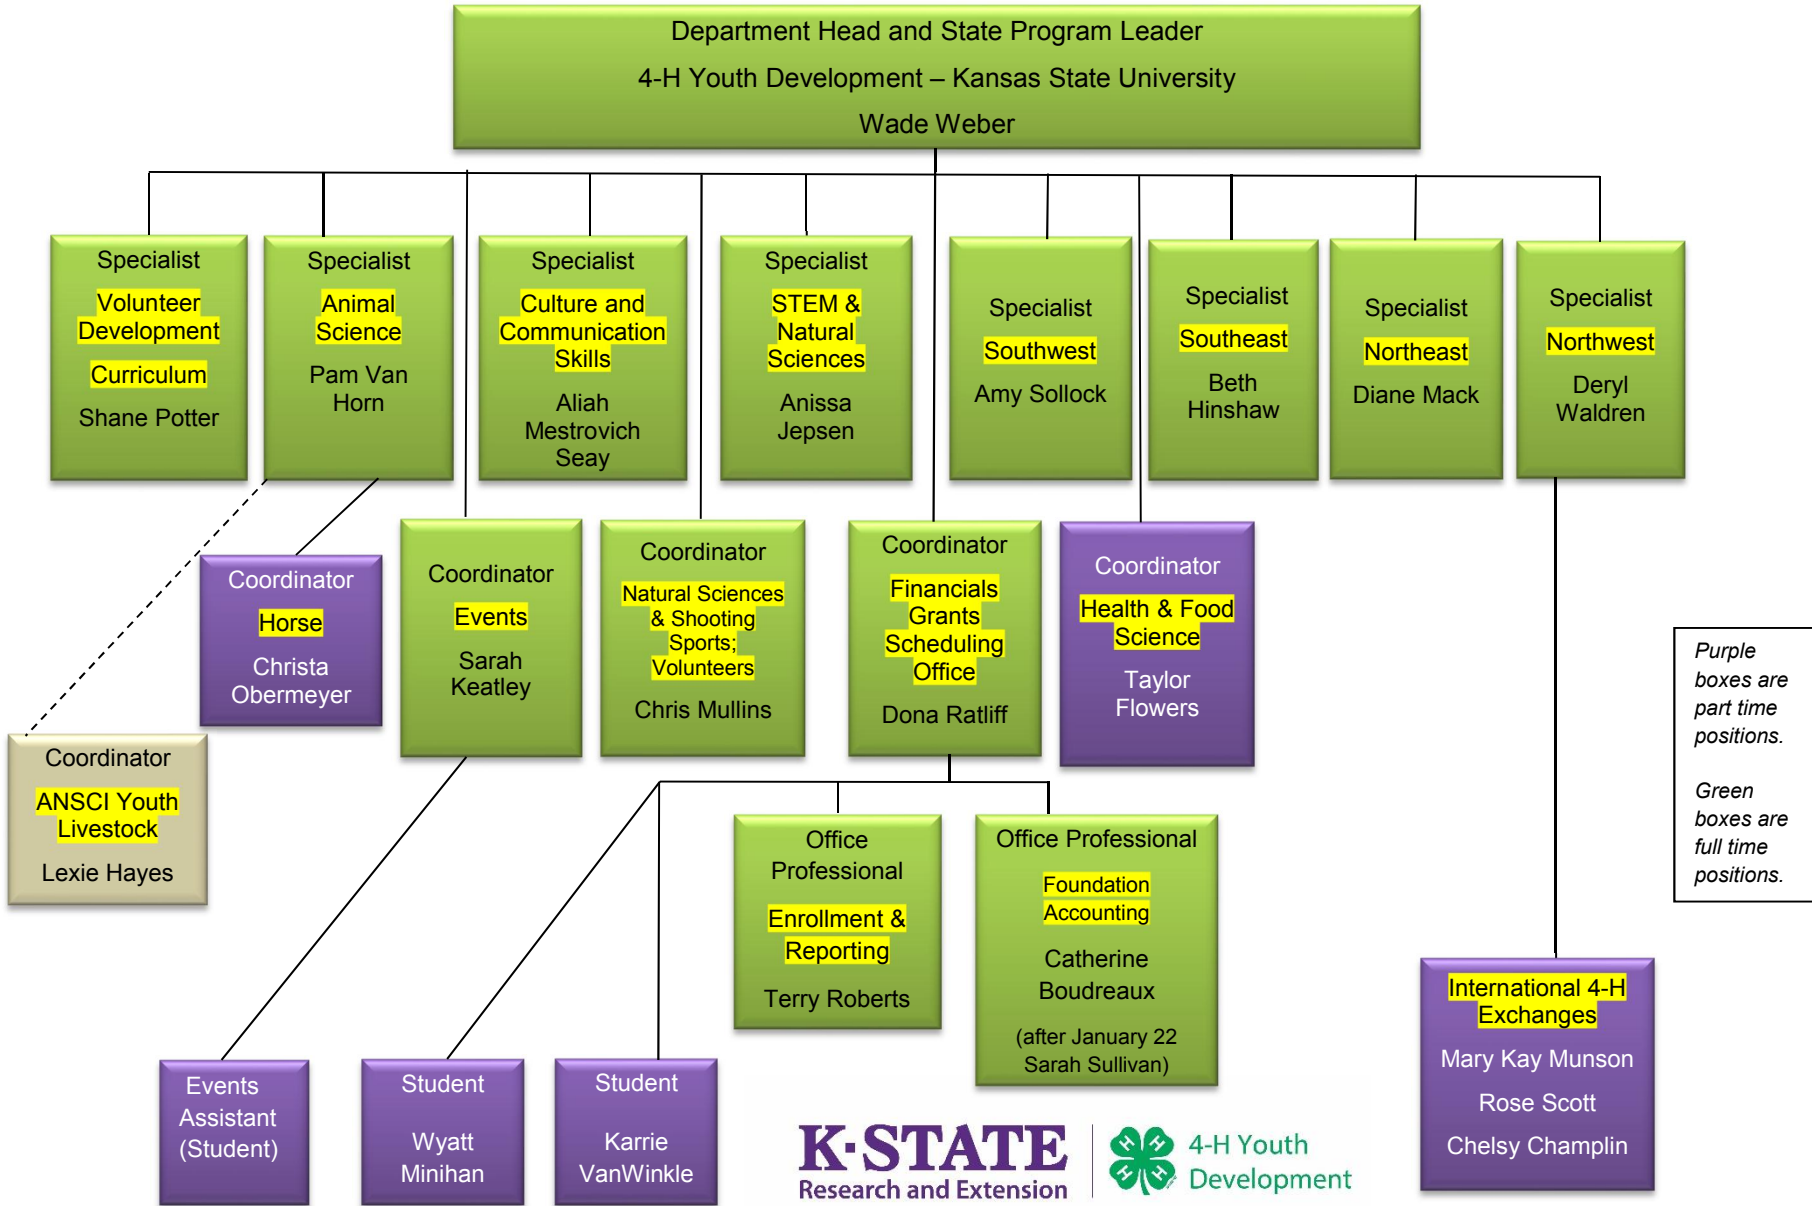 Department Head and State Program Leader
4-H Youth Development – Kansas State University
Wade Weber
Specialist
Volunteer
Development
Curriculum
Shane Potter
Specialist
Animal
Science
Pam Van
Horn
Specialist
Culture and
Communication
Skills
Aliah
Mestrovich
Seay
Specialist
STEM &
Natural
Sciences
Anissa
Jepsen
Specialist
Southwest
Amy Sollock
Specialist
Southeast
Beth
Hinshaw
Specialist
Northeast
Diane Mack
Specialist
Northwest
Deryl
Waldren
Coordinator
Horse
Christa
Obermeyer
Coordinator
Events
Sarah
Keatley
Coordinator
Natural Sciences
& Shooting
Sports;
Volunteers
Chris Mullins
Coordinator
Financials
Grants
Scheduling
Office
Dona Ratliff
Coordinator
Health & Food
Science
Taylor
Flowers
Purple
boxes are
part time
positions.
Green
boxes are
full time
positions.
Coordinator
ANSCI Youth
Livestock
Lexie Hayes
Office
Professional
Enrollment &
Reporting
Terry Roberts
Office Professional
Foundation
Accounting
Catherine
Boudreaux
(after January 22
Sarah Sullivan)
International 4-H
Exchanges
Mary Kay Munson
Rose Scott
Chelsy Champlin
Events
Assistant
(Student)
Student
Wyatt
Minihan
Student
Karrie
VanWinkle
K-STATE
Research and Extension
H H H H
4-H Youth
Development